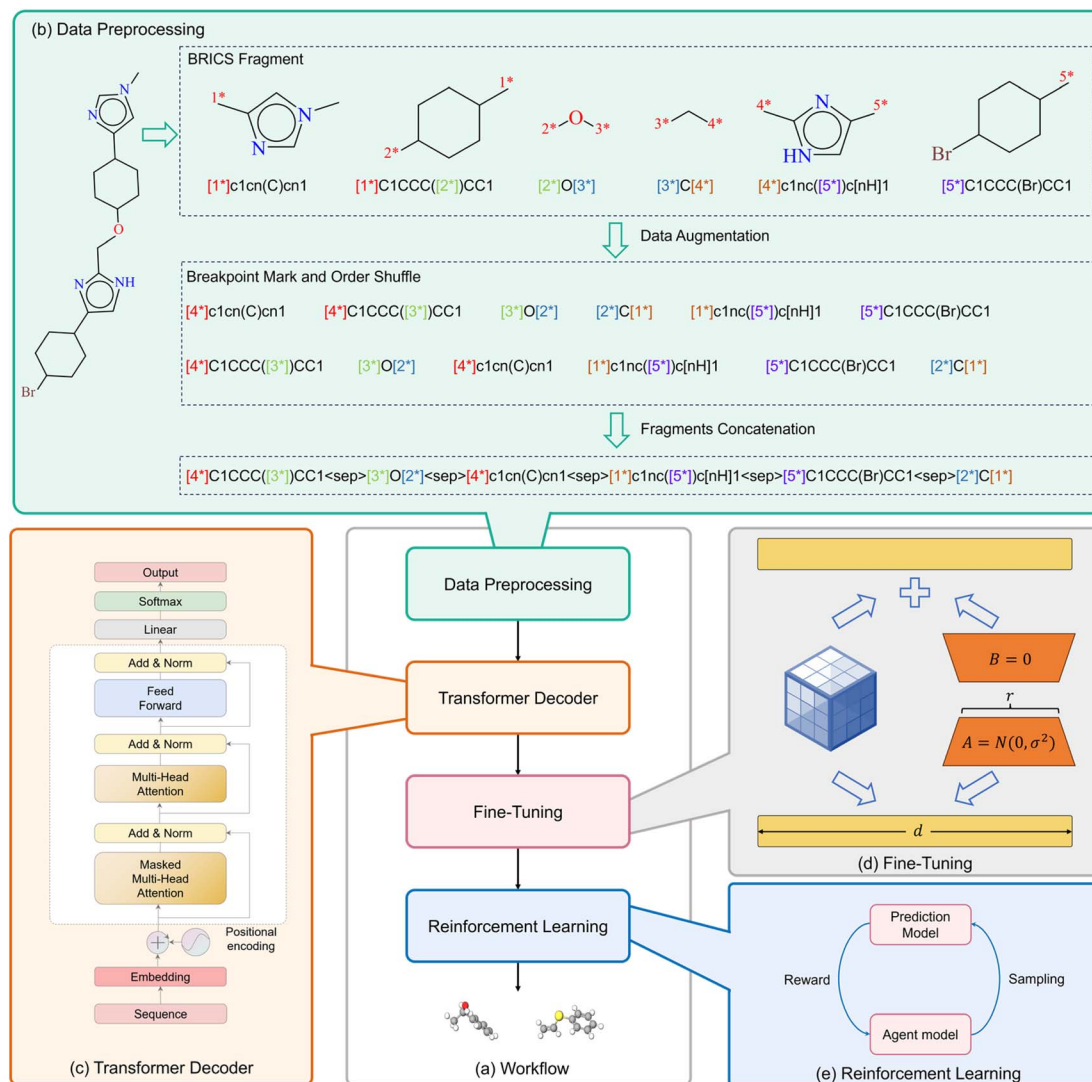 (b) Data Preprocessing
BRICS Fragment
N
N
1*
N
N
1*
2*
2* O 3*
3* 4*
4* N 5*
HN
5*
Br
[1*]c1cn(C)cn1 [1*]C1CCC([2*])CC1 [2*]O[3*] [3*]C[4*] [4*]c1nc([5*])c[nH]1 [5*]C1CCC(Br)CC1
O
N
NH
Br
Data Augmentation
Breakpoint Mark and Order Shuffle
[4*]c1cn(C)cn1 [4*]C1CCC([3*])CC1 [3*]O[2*] [2*]C[1*] [1*]c1nc([5*])c[nH]1 [5*]C1CCC(Br)CC1
[4*]C1CCC([3*])CC1 [3*]O[2*] [4*]c1cn(C)cn1 [1*]c1nc([5*])c[nH]1 [5*]C1CCC(Br)CC1 [2*]C[1*]
Fragments Concatenation
[4*]C1CCC([3*])CC1<sep>[3*]O[2*]<sep>[4*]c1cn(C)cn1<sep>[1*]c1nc([5*])c[nH]1<sep>[5*]C1CCC(Br)CC1<sep>[2*]C[1*]
Output
Softmax
Linear
Add & Norm
Feed
Forward
Add & Norm
Multi-Head
Attention
Add & Norm
Masked
Multi-Head
Attention
Positional
encoding
Embedding
Sequence
(c) Transformer Decoder
Data Preprocessing
Transformer Decoder
Fine-Tuning
Reinforcement Learning
(a) Workflow
B = 0
r
A = N(0, σ²)
d
(d) Fine-Tuning
Prediction
Model
Reward
Sampling
Agent model
(e) Reinforcement Learning